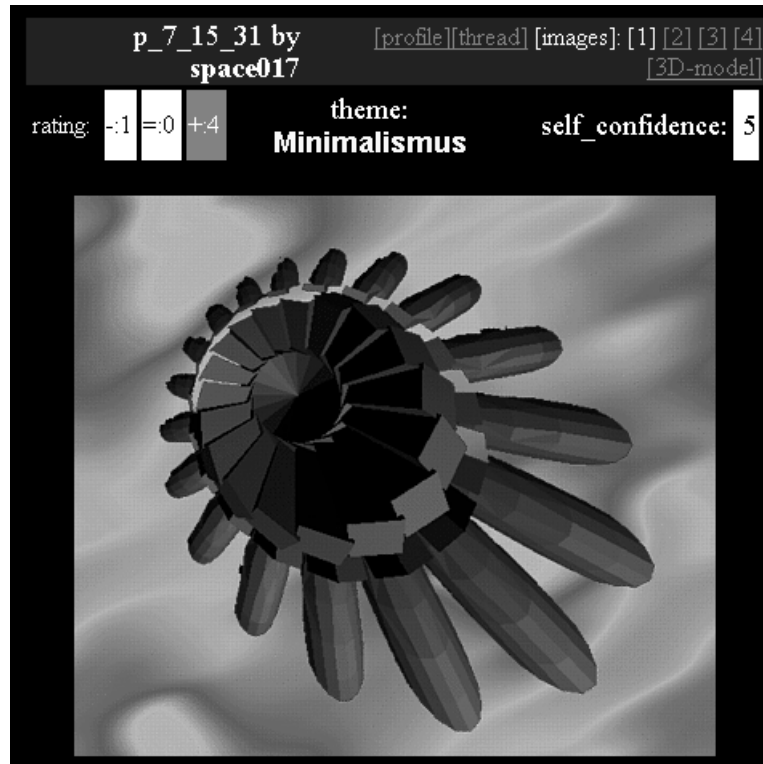 p_7_15_31 by [profile][thread] [images]: [1] [2] [3] [4]
space017 [3D-model]
rating: -:1 =:0 +:4 theme: self_confidence: 5
Minimalismus